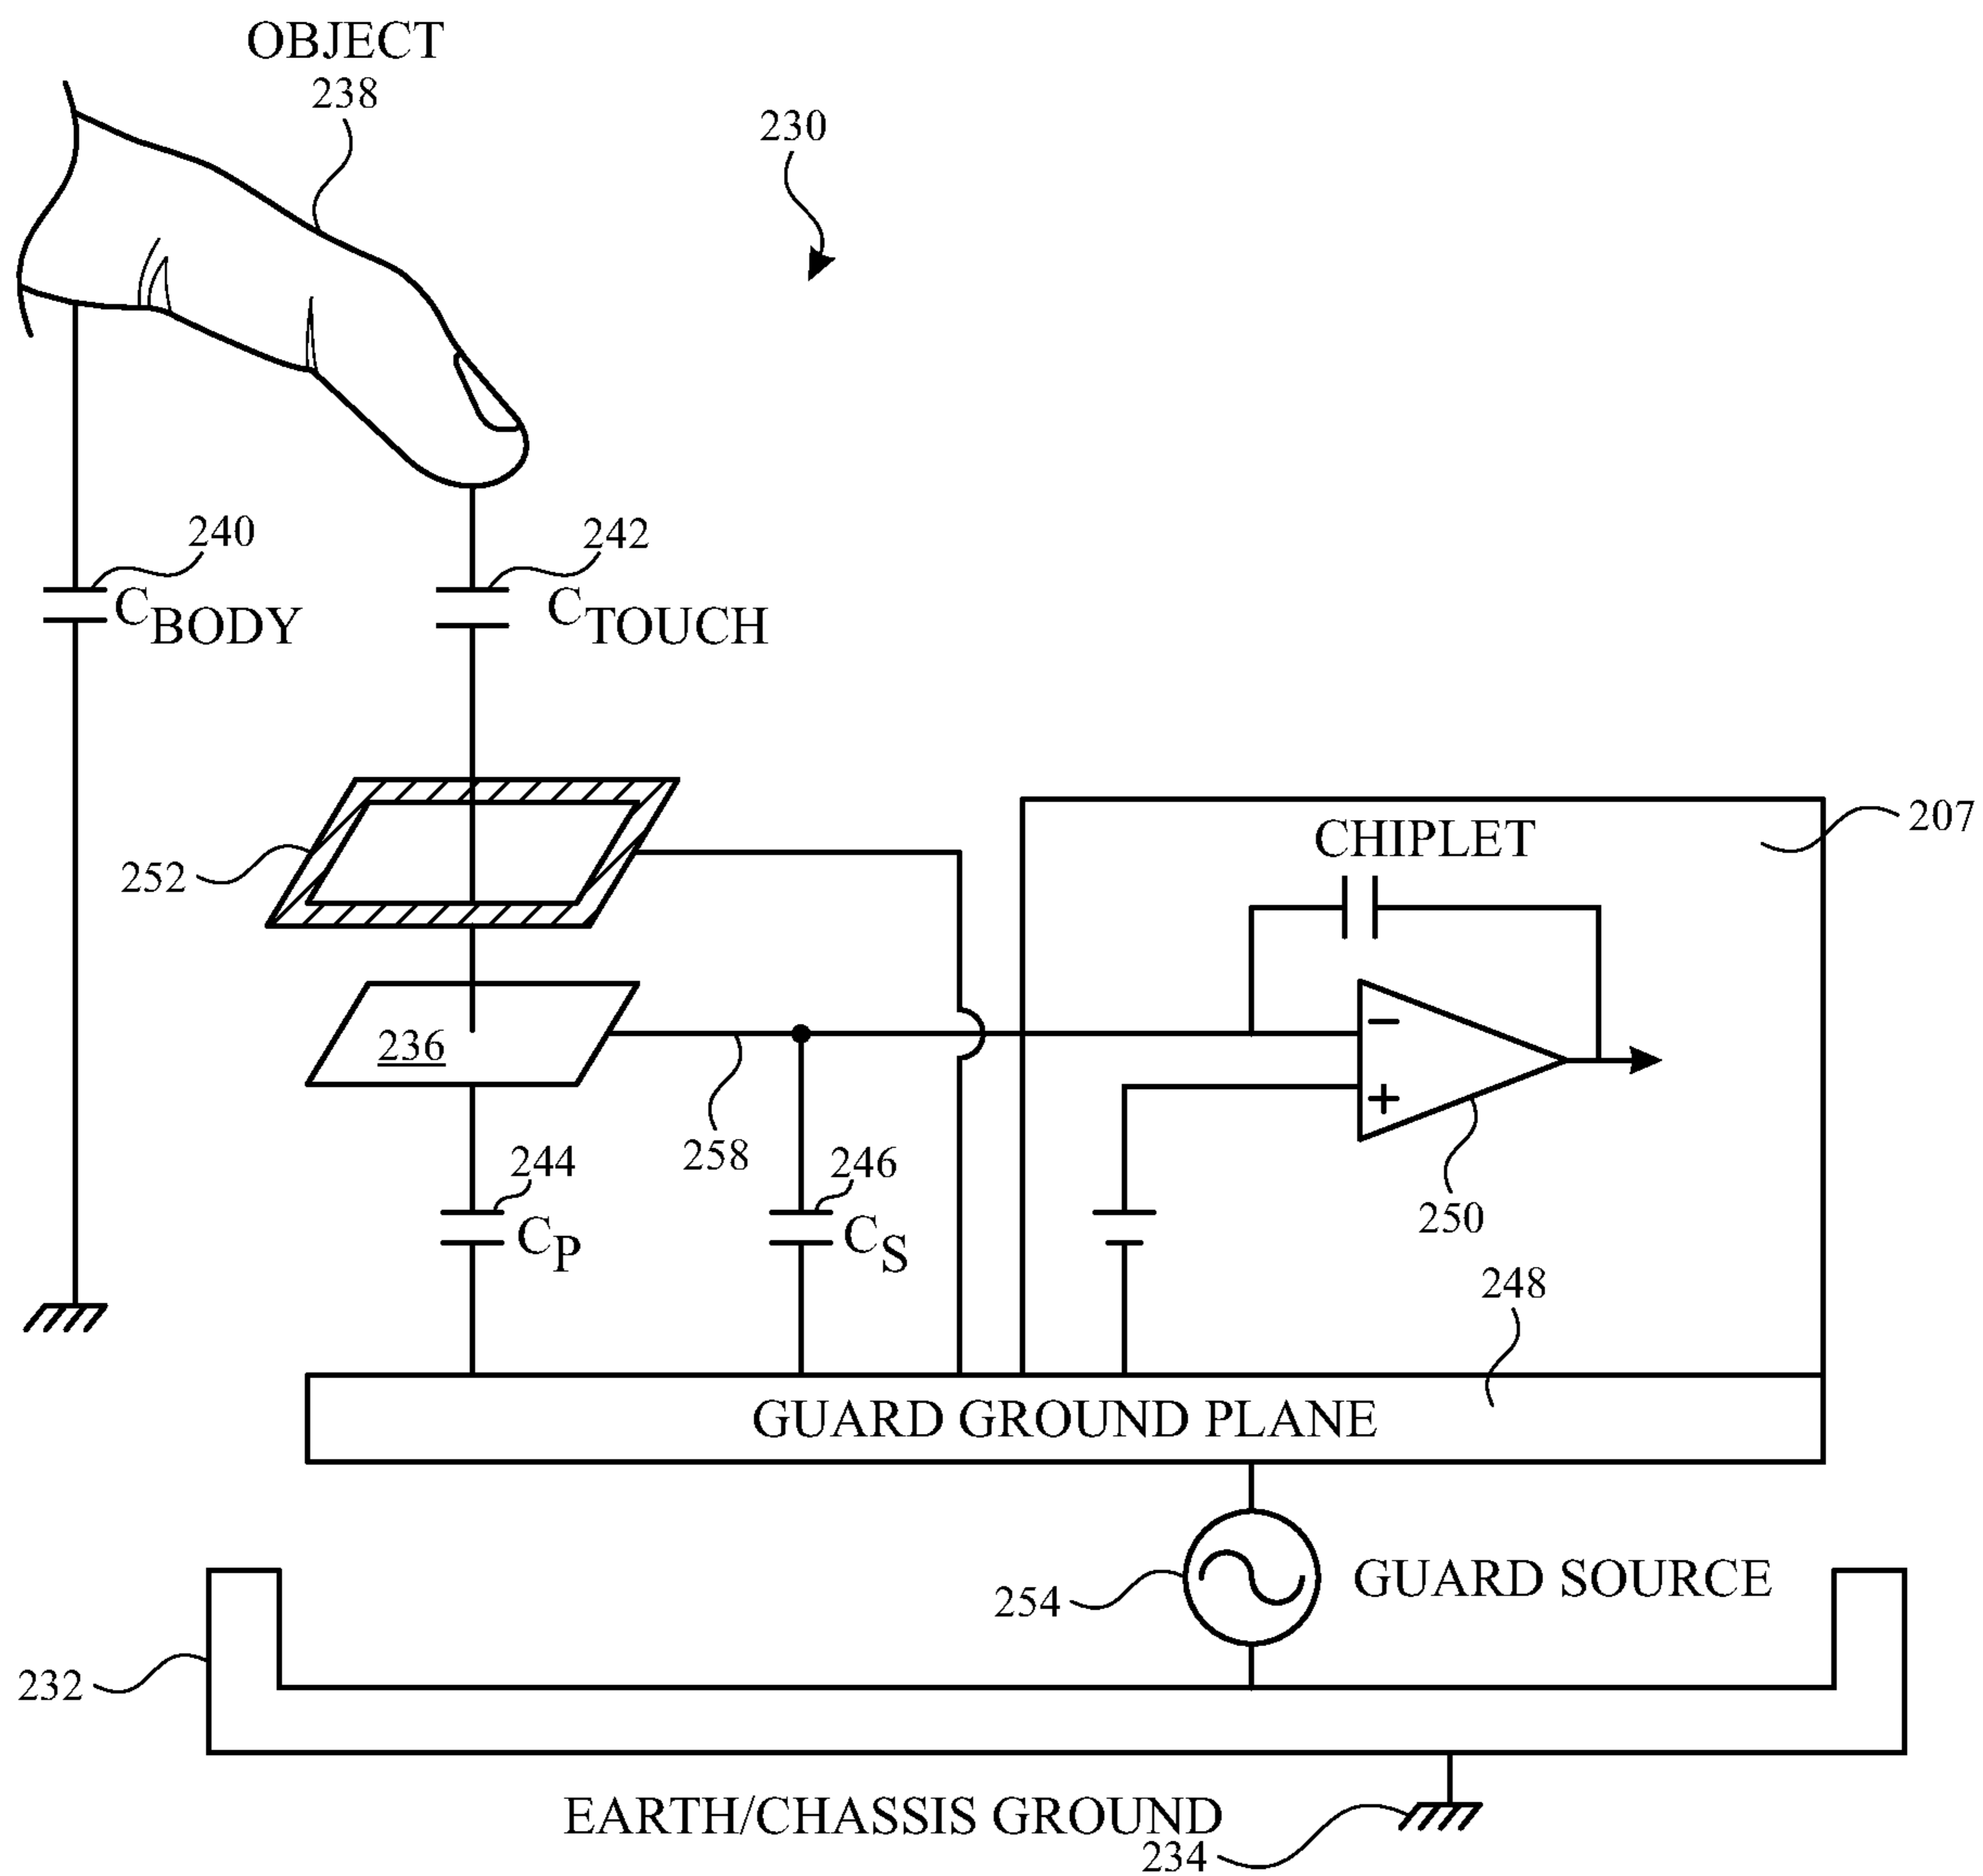 OBJECT
238
230
240
CBODY
242
CTOUCH
207
CHIPLET
252
−
236
+
258
244
CP
246
CS
250
248
GUARD GROUND PLANE
254
GUARD SOURCE
232
EARTH/CHASSIS GROUND
234